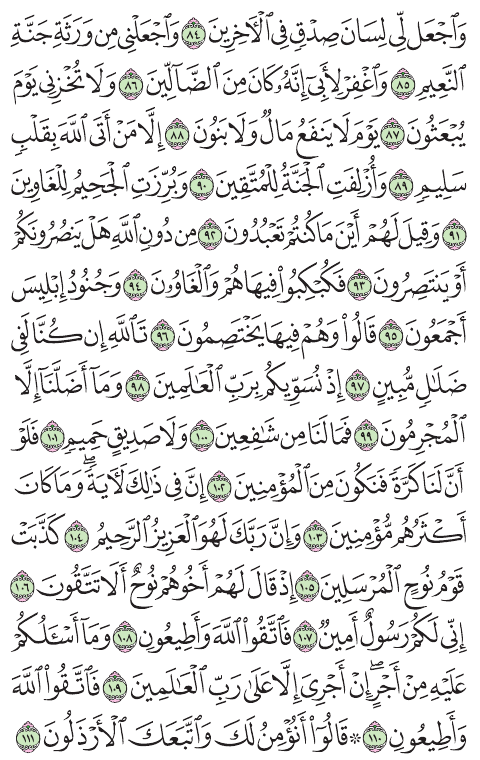 وَٱجۡعَل لِّي لِسَانَ صِدۡقٖ فِي ٱلۡأٓخِرِينَ ٨٤ وَٱجۡعَلۡنِي مِن وَرَثَةِ جَنَّةِ
ٱلنَّعِيمِ ٨٥ وَٱغۡفِرۡ لِأَبِيٓ إِنَّهُۥ كَانَ مِنَ ٱلضَّآلِّينَ ٨٦ وَلَا تُخۡزِنِي يَوۡمَ
يُبۡعَثُونَ ٨٧ يَوۡمَ لَا يَنفَعُ مَالٞ وَلَا بَنُونَ ٨٨ إِلَّا مَنۡ أَتَى ٱللَّهَ بِقَلۡبٖ
سَلِيمٖ ٨٩ وَأُزۡلِفَتِ ٱلۡجَنَّةُ لِلۡمُتَّقِينَ ٩٠ وَبُرِّزَتِ ٱلۡجَحِيمُ لِلۡغَاوِينَ
٩١ وَقِيلَ لَهُمۡ أَيۡنَ مَا كُنتُمۡ تَعۡبُدُونَ ٩٢ مِن دُونِ ٱللَّهِ هَلۡ يَنصُرُونَكُمۡ
أَوۡ يَنتَصِرُونَ ٩٣ فَكُبۡكِبُواْ فِيهَا هُمۡ وَٱلۡغَاوُۥنَ ٩٤ وَجُنُودُ إِبۡلِيسَ
أَجۡمَعُونَ ٩٥ قَالُواْ وَهُمۡ فِيهَا يَخۡتَصِمُونَ ٩٦ تَٱللَّهِ إِن كُنَّا لَفِي
ضَلَٰلٖ مُّبِينٍ ٩٧ إِذۡ نُسَوِّيكُم بِرَبِّ ٱلۡعَٰلَمِينَ ٩٨ وَمَآ أَضَلَّنَآ إِلَّا
ٱلۡمُجۡرِمُونَ ٩٩ فَمَا لَنَا مِن شَٰفِعِينَ ١٠٠ وَلَا صَدِيقٍ حَمِيمٖ ١٠١ فَلَوۡ
أَنَّ لَنَا كَرَّةٗ فَنَكُونَ مِنَ ٱلۡمُؤۡمِنِينَ ١٠٢ إِنَّ فِي ذَٰلِكَ لَأٓيَةٗۖ وَمَا كَانَ
أَكۡثَرُهُم مُّؤۡمِنِينَ ١٠٣ وَإِنَّ رَبَّكَ لَهُوَ ٱلۡعَزِيزُ ٱلرَّحِيمُ ١٠٤ كَذَّبَتۡ
قَوۡمُ نُوحٍ ٱلۡمُرۡسَلِينَ ١٠٥ إِذۡ قَالَ لَهُمۡ أَخُوهُمۡ نُوحٌ أَلَا تَتَّقُونَ ١٠٦
إِنِّي لَكُمۡ رَسُولٌ أَمِينٞ ١٠٧ فَٱتَّقُواْ ٱللَّهَ وَأَطِيعُونِ ١٠٨ وَمَآ أَسۡـَٔلُكُمۡ
عَلَيۡهِ مِنۡ أَجۡرٍۖ إِنۡ أَجۡرِيَ إِلَّا عَلَىٰ رَبِّ ٱلۡعَٰلَمِينَ ١٠٩ فَٱتَّقُواْ ٱللَّهَ
وَأَطِيعُونِ ١١٠ ۞ قَالُوٓاْ أَنُؤۡمِنُ لَكَ وَٱتَّبَعَكَ ٱلۡأَرۡذَلُونَ ١١١